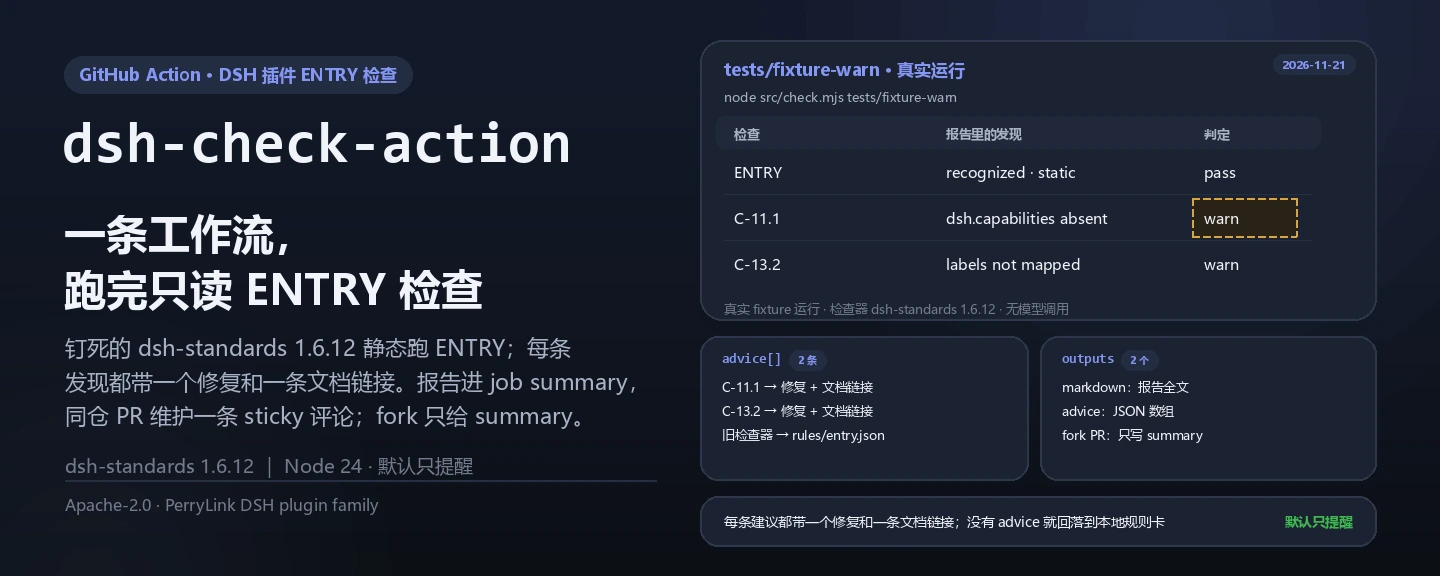 GitHub Action • DSH 插件 ENTRY 检查
dsh-check-action
一条工作流，
跑完只读 ENTRY 检查
钉死的 dsh-standards 1.6.12 静态跑 ENTRY；每条
发现都带一个修复和一条文档链接。报告进 job summary，
同仓 PR 维护一条 sticky 评论；fork 只给 summary。
dsh-standards 1.6.12 | Node 24 · 默认只提醒
Apache-2.0 · PerryLink DSH plugin family
tests/fixture-warn • 真实运行
2026-11-21
node src/check.mjs tests/fixture-warn
检查 报告里的发现 判定
ENTRY recognized · static pass
C-11.1 dsh.capabilities absent warn
C-13.2 labels not mapped warn
真实 fixture 运行 · 检查器 dsh-standards 1.6.12 · 无模型调用
advice[] 2 条
C-11.1 → 修复 + 文档链接
C-13.2 → 修复 + 文档链接
旧检查器 → rules/entry.json
outputs 2 个
markdown：报告全文
advice：JSON 数组
fork PR：只写 summary
每条建议都带一个修复和一条文档链接；没有 advice 就回落到本地规则卡
默认只提醒